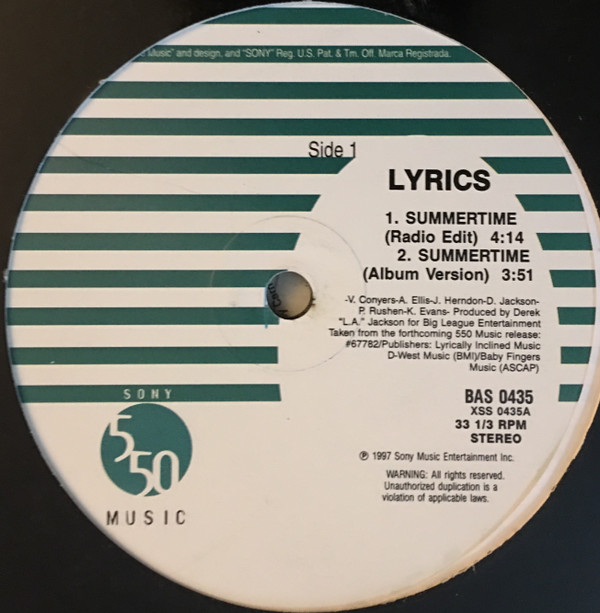 Music" and design, and "SONY" Reg. U.S. Pat. & Tm. Off. Marca Registrada.
Side 1
LYRICS
1. SUMMERTIME
(Radio Edit) 4:14
2. SUMMERTIME
(Album Version) 3:51
-V. Conyers-A. Ellis-J. Herndon-D. Jackson-
P. Rushen-K. Evans- Produced by Derek
"L.A." Jackson for Big League Entertainment
Taken from the forthcoming 550 Music release:
#67782/Publishers: Lyrically Inclined Music
D-West Music (BMI)/Baby Fingers
Music (ASCAP)
BAS 0435
XSS 0435A
33 1/3 RPM
STEREO
℗ 1997 Sony Music Entertainment Inc.
WARNING: All rights reserved.
Unauthorized duplication is a
violation of applicable laws.
SONY
550
MUSIC